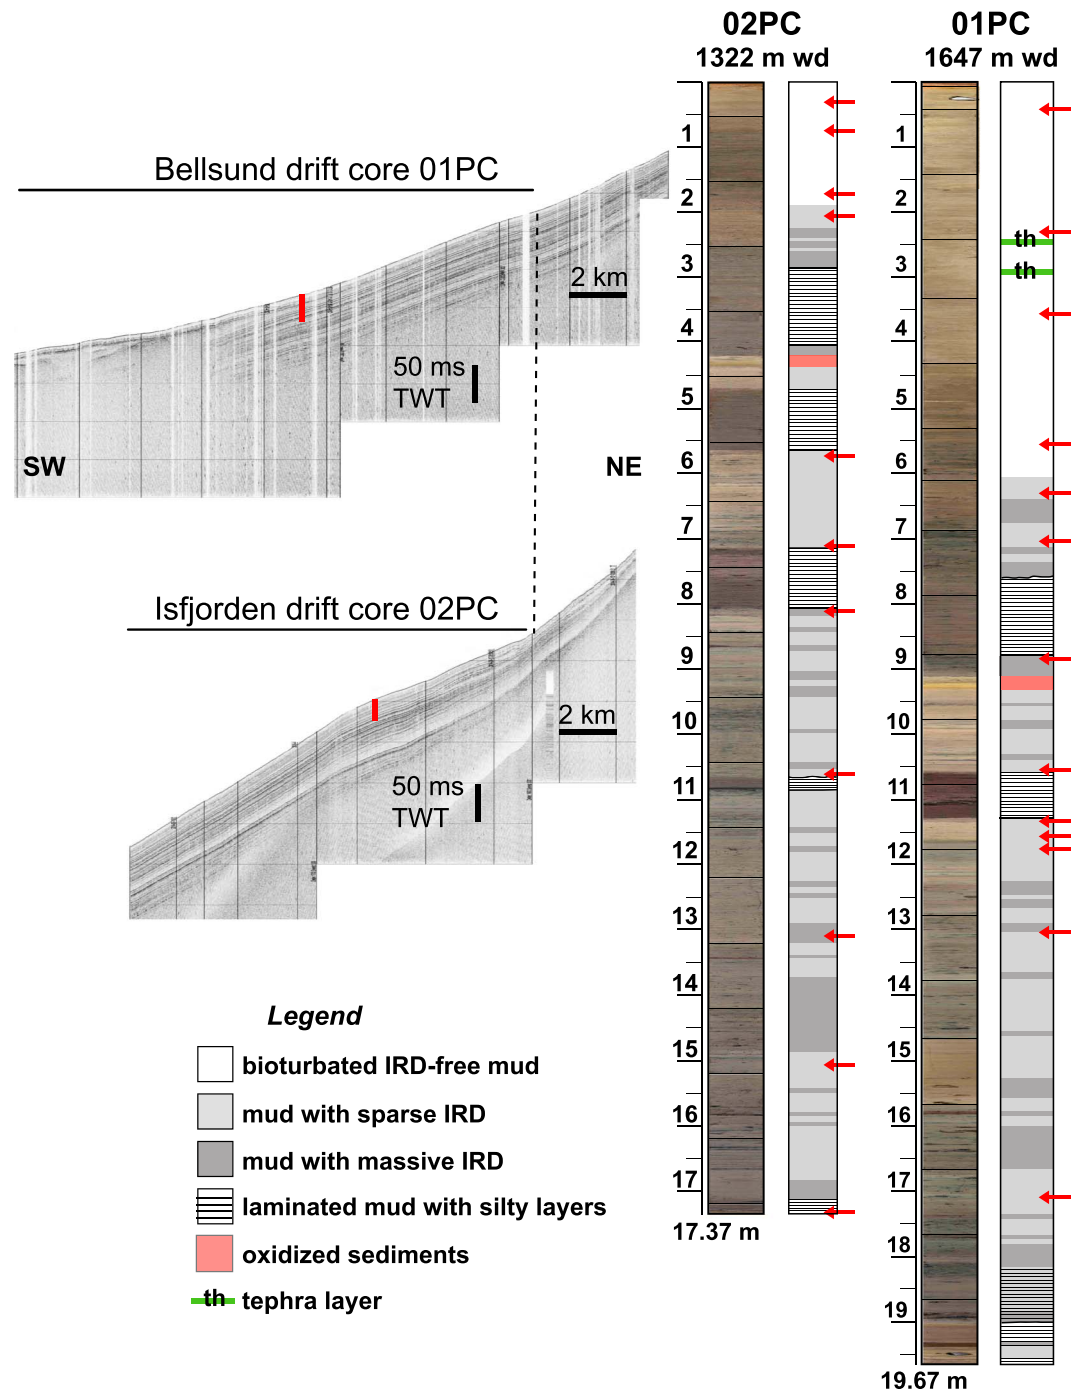 02PC
1322 m wd
01PC
1647 m wd
Bellsund drift core 01PC
2 km
50 ms
TWT
SW
NE
Isfjorden drift core 02PC
2 km
50 ms
TWT
1
2
3
4
5
6
7
8
9
10
11
12
13
14
15
16
17
17.37 m
1
2
3
4
5
6
7
8
9
10
11
12
13
14
15
16
17
18
19
19.67 m
th
th
Legend
bioturbated IRD-free mud
mud with sparse IRD
mud with massive IRD
laminated mud with silty layers
oxidized sediments
th tephra layer